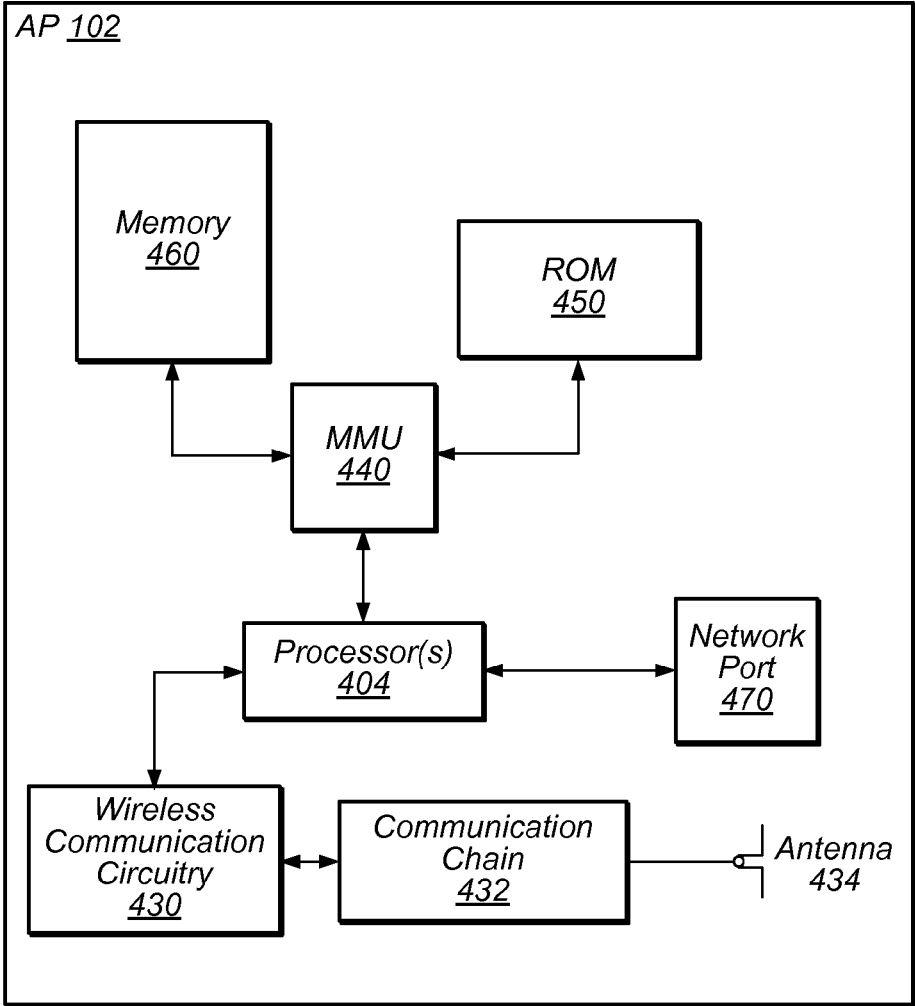 AP 102
Memory
460
ROM
450
MMU
440
Processor(s)
404
Network
Port
470
Wireless
Communication
Circuitry
430
Communication
Chain
432
Antenna
434